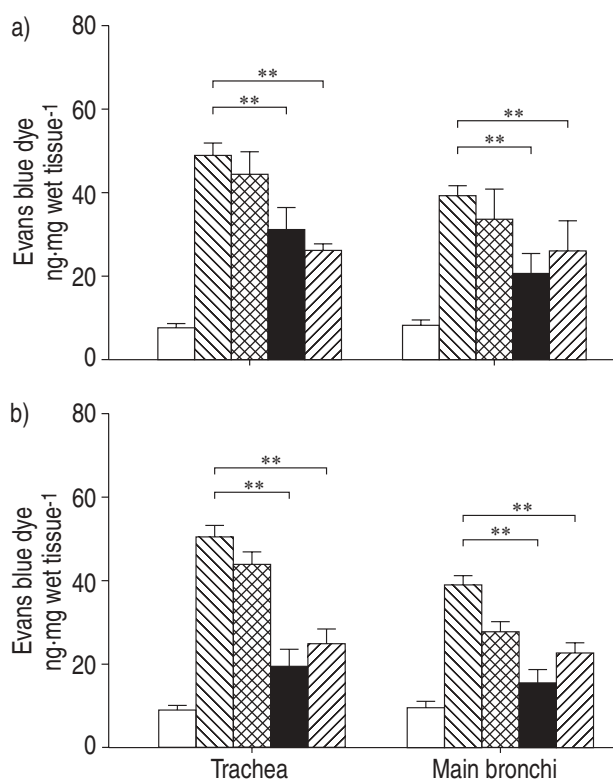 a)
Evans blue dye
ng·mg wet tissue-1
80
60
40
20
0
**
**
**
**
b)
Evans blue dye
ng·mg wet tissue-1
80
60
40
20
0
**
**
**
**
Trachea
Main bronchi